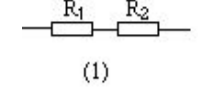 R₁ R₂
(1)